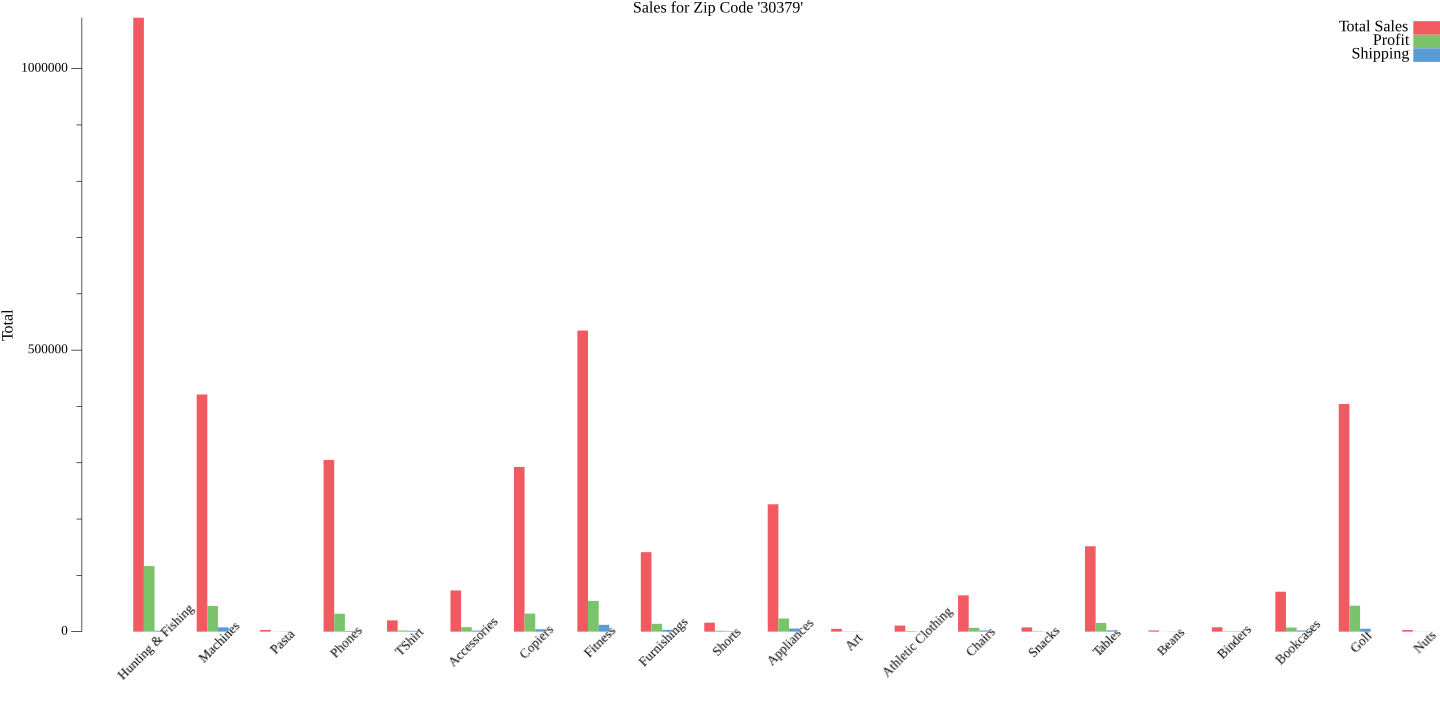 Sales for Zip Code '30379'
Total Sales
Profit
Shipping
1000000
500000
0
Total
Hunting & Fishing
Machines
Pasta
Phones
TShirt
Accessories
Copiers
Fitness
Furnishings
Shorts
Appliances
Art
Athletic Clothing
Chairs
Snacks
Tables
Beans
Binders
Bookcases
Golf
Nuts